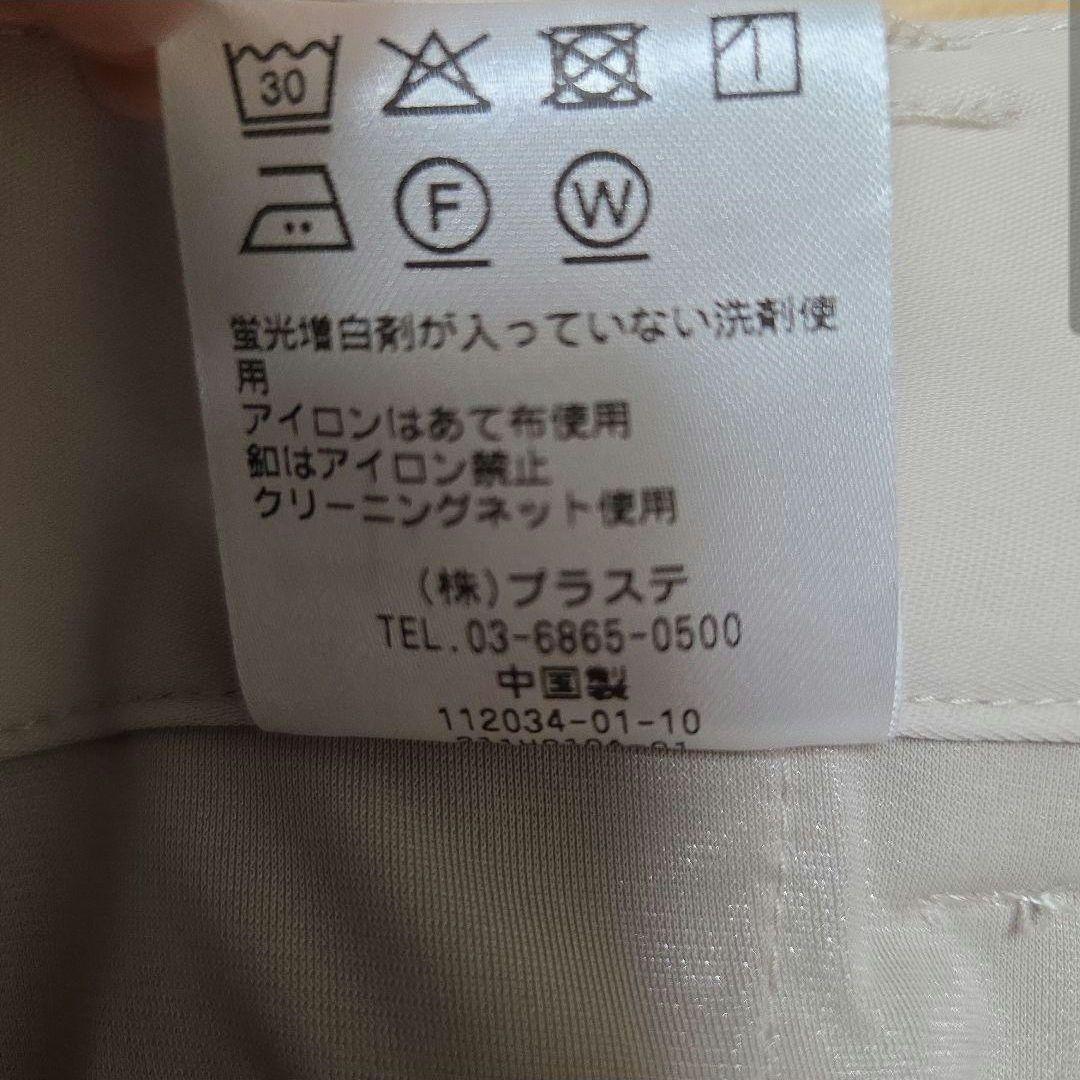 30
F W
蛍光増白剤が入っていない洗剤使
用
アイロンはあて布使用
釦はアイロン禁止
クリーニングネット使用
(株)プラステ
TEL.03-6865-0500
中国製
112034-01-10